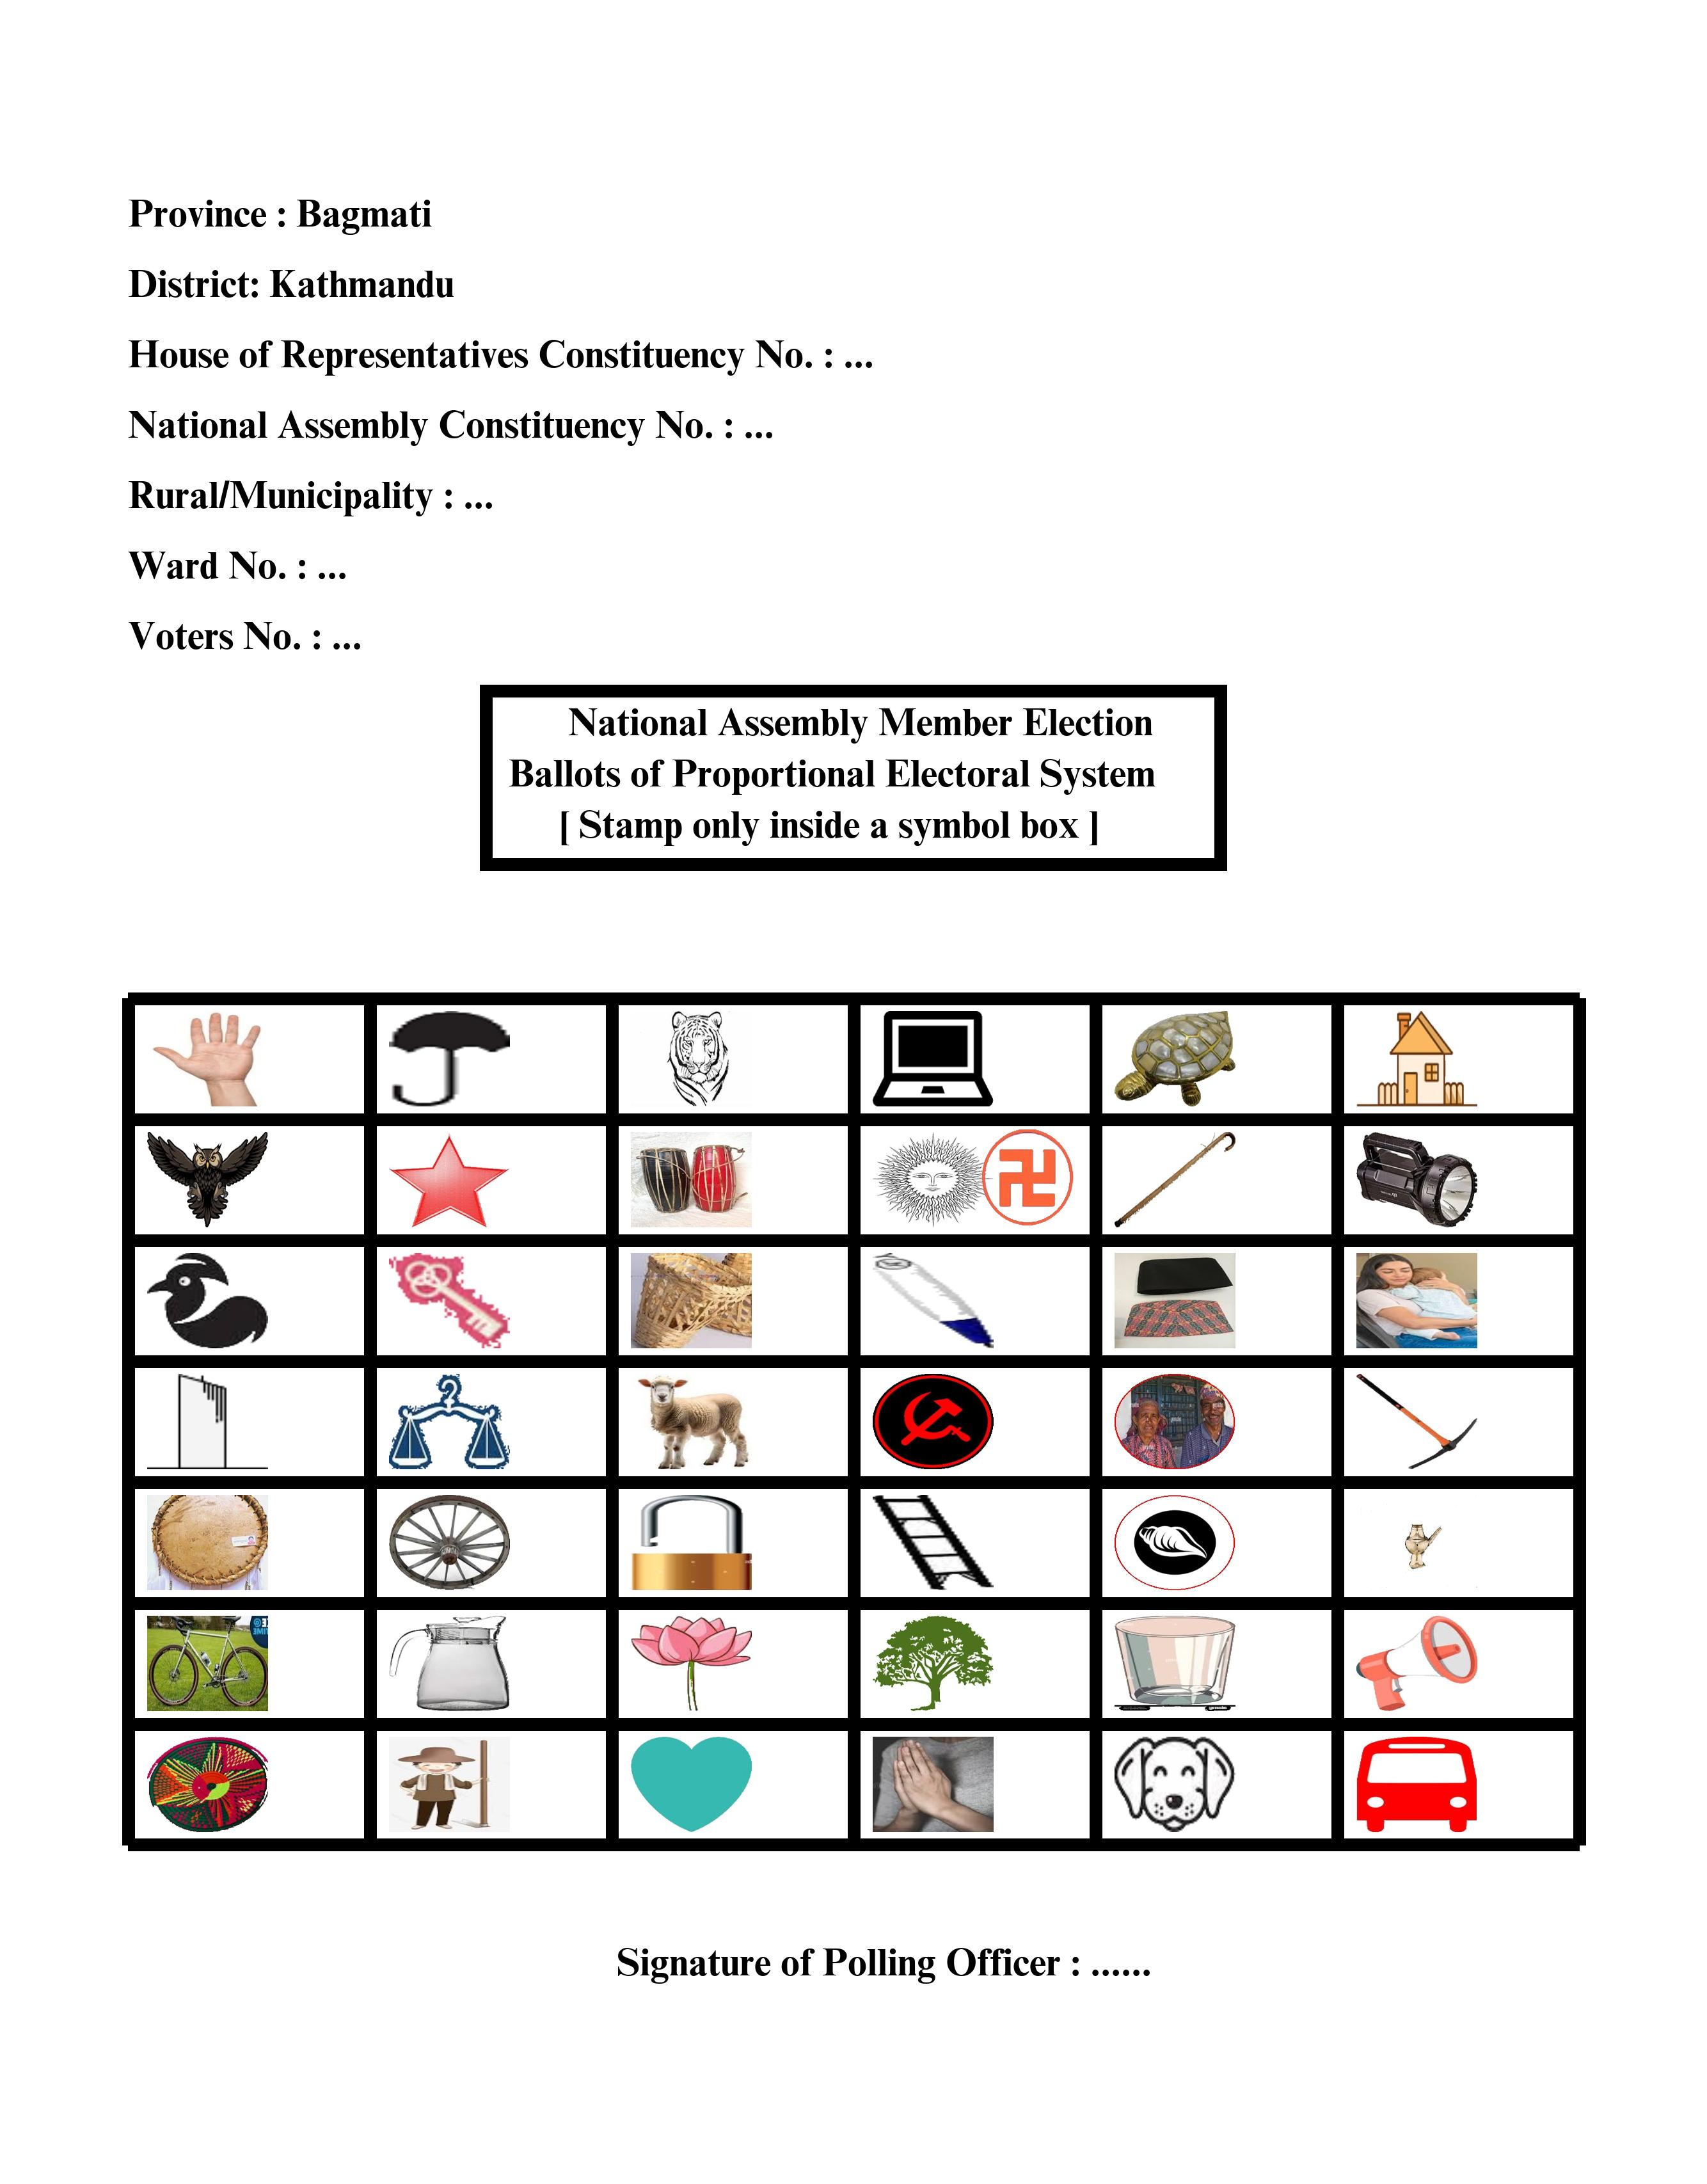 Province : Bagmati
District: Kathmandu
House of Representatives Constituency No. : ...
National Assembly Constituency No. : ...
Rural/Municipality : ...
Ward No. : ...
Voters No. : ...
National Assembly Member Election
Ballots of Proportional Electoral System
[ Stamp only inside a symbol box ]
Signature of Polling Officer : ......